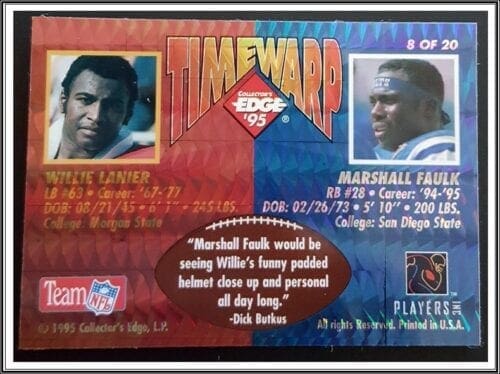 8 OF 20
TIMEWARP
COLLECTOR'S
EDGE ®
'95
WILLIE LANIER
LB #63 • Career: '67-'77
DOB: 08/21/45 • 6' 1" • 245 LBS.
College: Morgan State
MARSHALL FAULK
RB #28 • Career: '94-'95
DOB: 02/26/73 • 5' 10" • 200 LBS.
College: San Diego State
"Marshall Faulk would be
seeing Willie's funny padded
helmet close up and personal
all day long."
-Dick Butkus
Team NFL
© 1995 Collector's Edge, L.P.
PLAYERS INC ™
All rights Reserved. Printed in U.S.A.